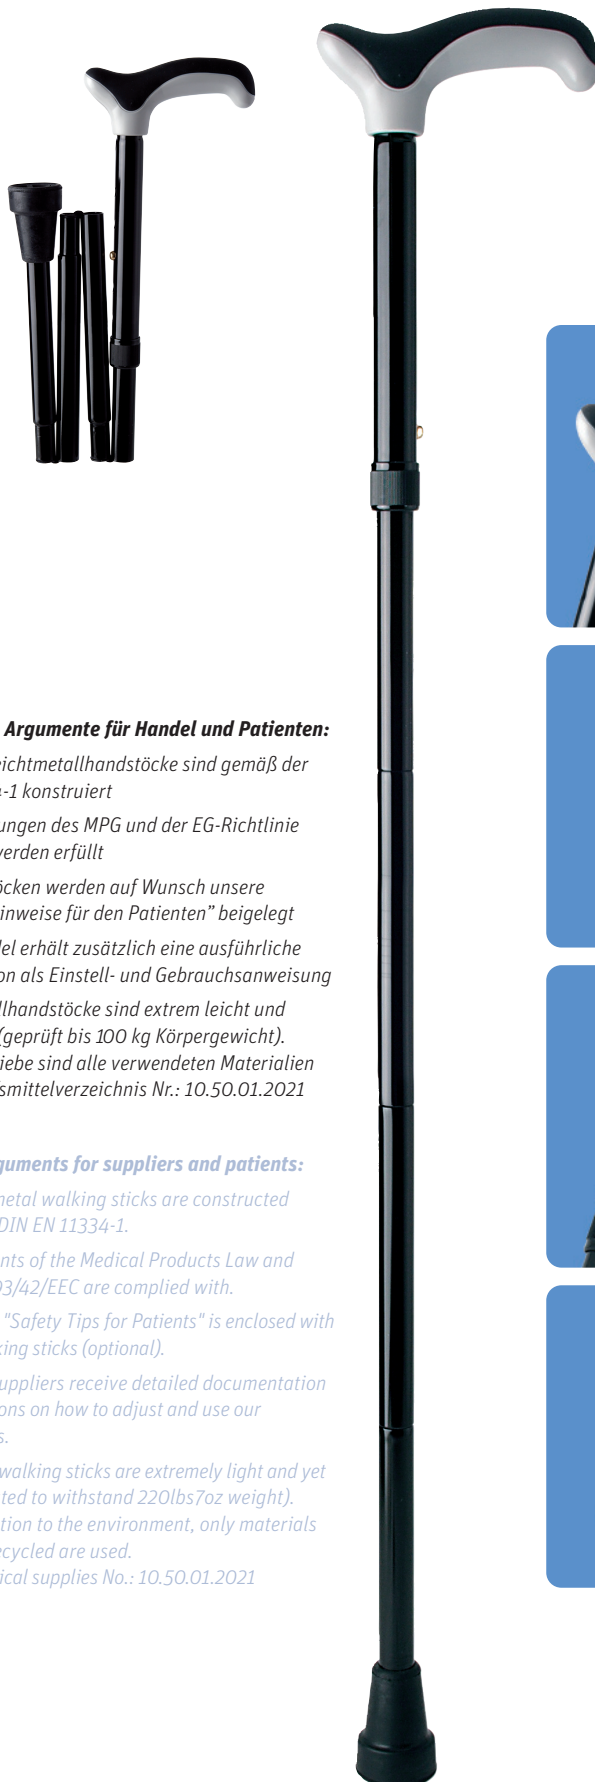 Argumente für Handel und Patienten:
eichtmetallhandstöcke sind gemäß der
-1 konstruiert
ungen des MPG und der EG-Richtlinie
werden erfüllt
öcken werden auf Wunsch unsere
inweise für den Patienten” beigelegt
del erhält zusätzlich eine ausführliche
on als Einstell- und Gebrauchsanweisung
llhandstöcke sind extrem leicht und
(geprüft bis 100 kg Körpergewicht).
iebe sind alle verwendeten Materialien
smittelverzeichnis Nr.: 10.50.01.2021
guments for suppliers and patients:
metal walking sticks are constructed
DIN EN 11334-1.
nts of the Medical Products Law and
93/42/EEC are complied with.
"Safety Tips for Patients" is enclosed with
king sticks (optional).
suppliers receive detailed documentation
ons on how to adjust and use our
s.
walking sticks are extremely light and yet
ted to withstand 220lbs7oz weight).
tion to the environment, only materials
ecycled are used.
ical supplies No.: 10.50.01.2021